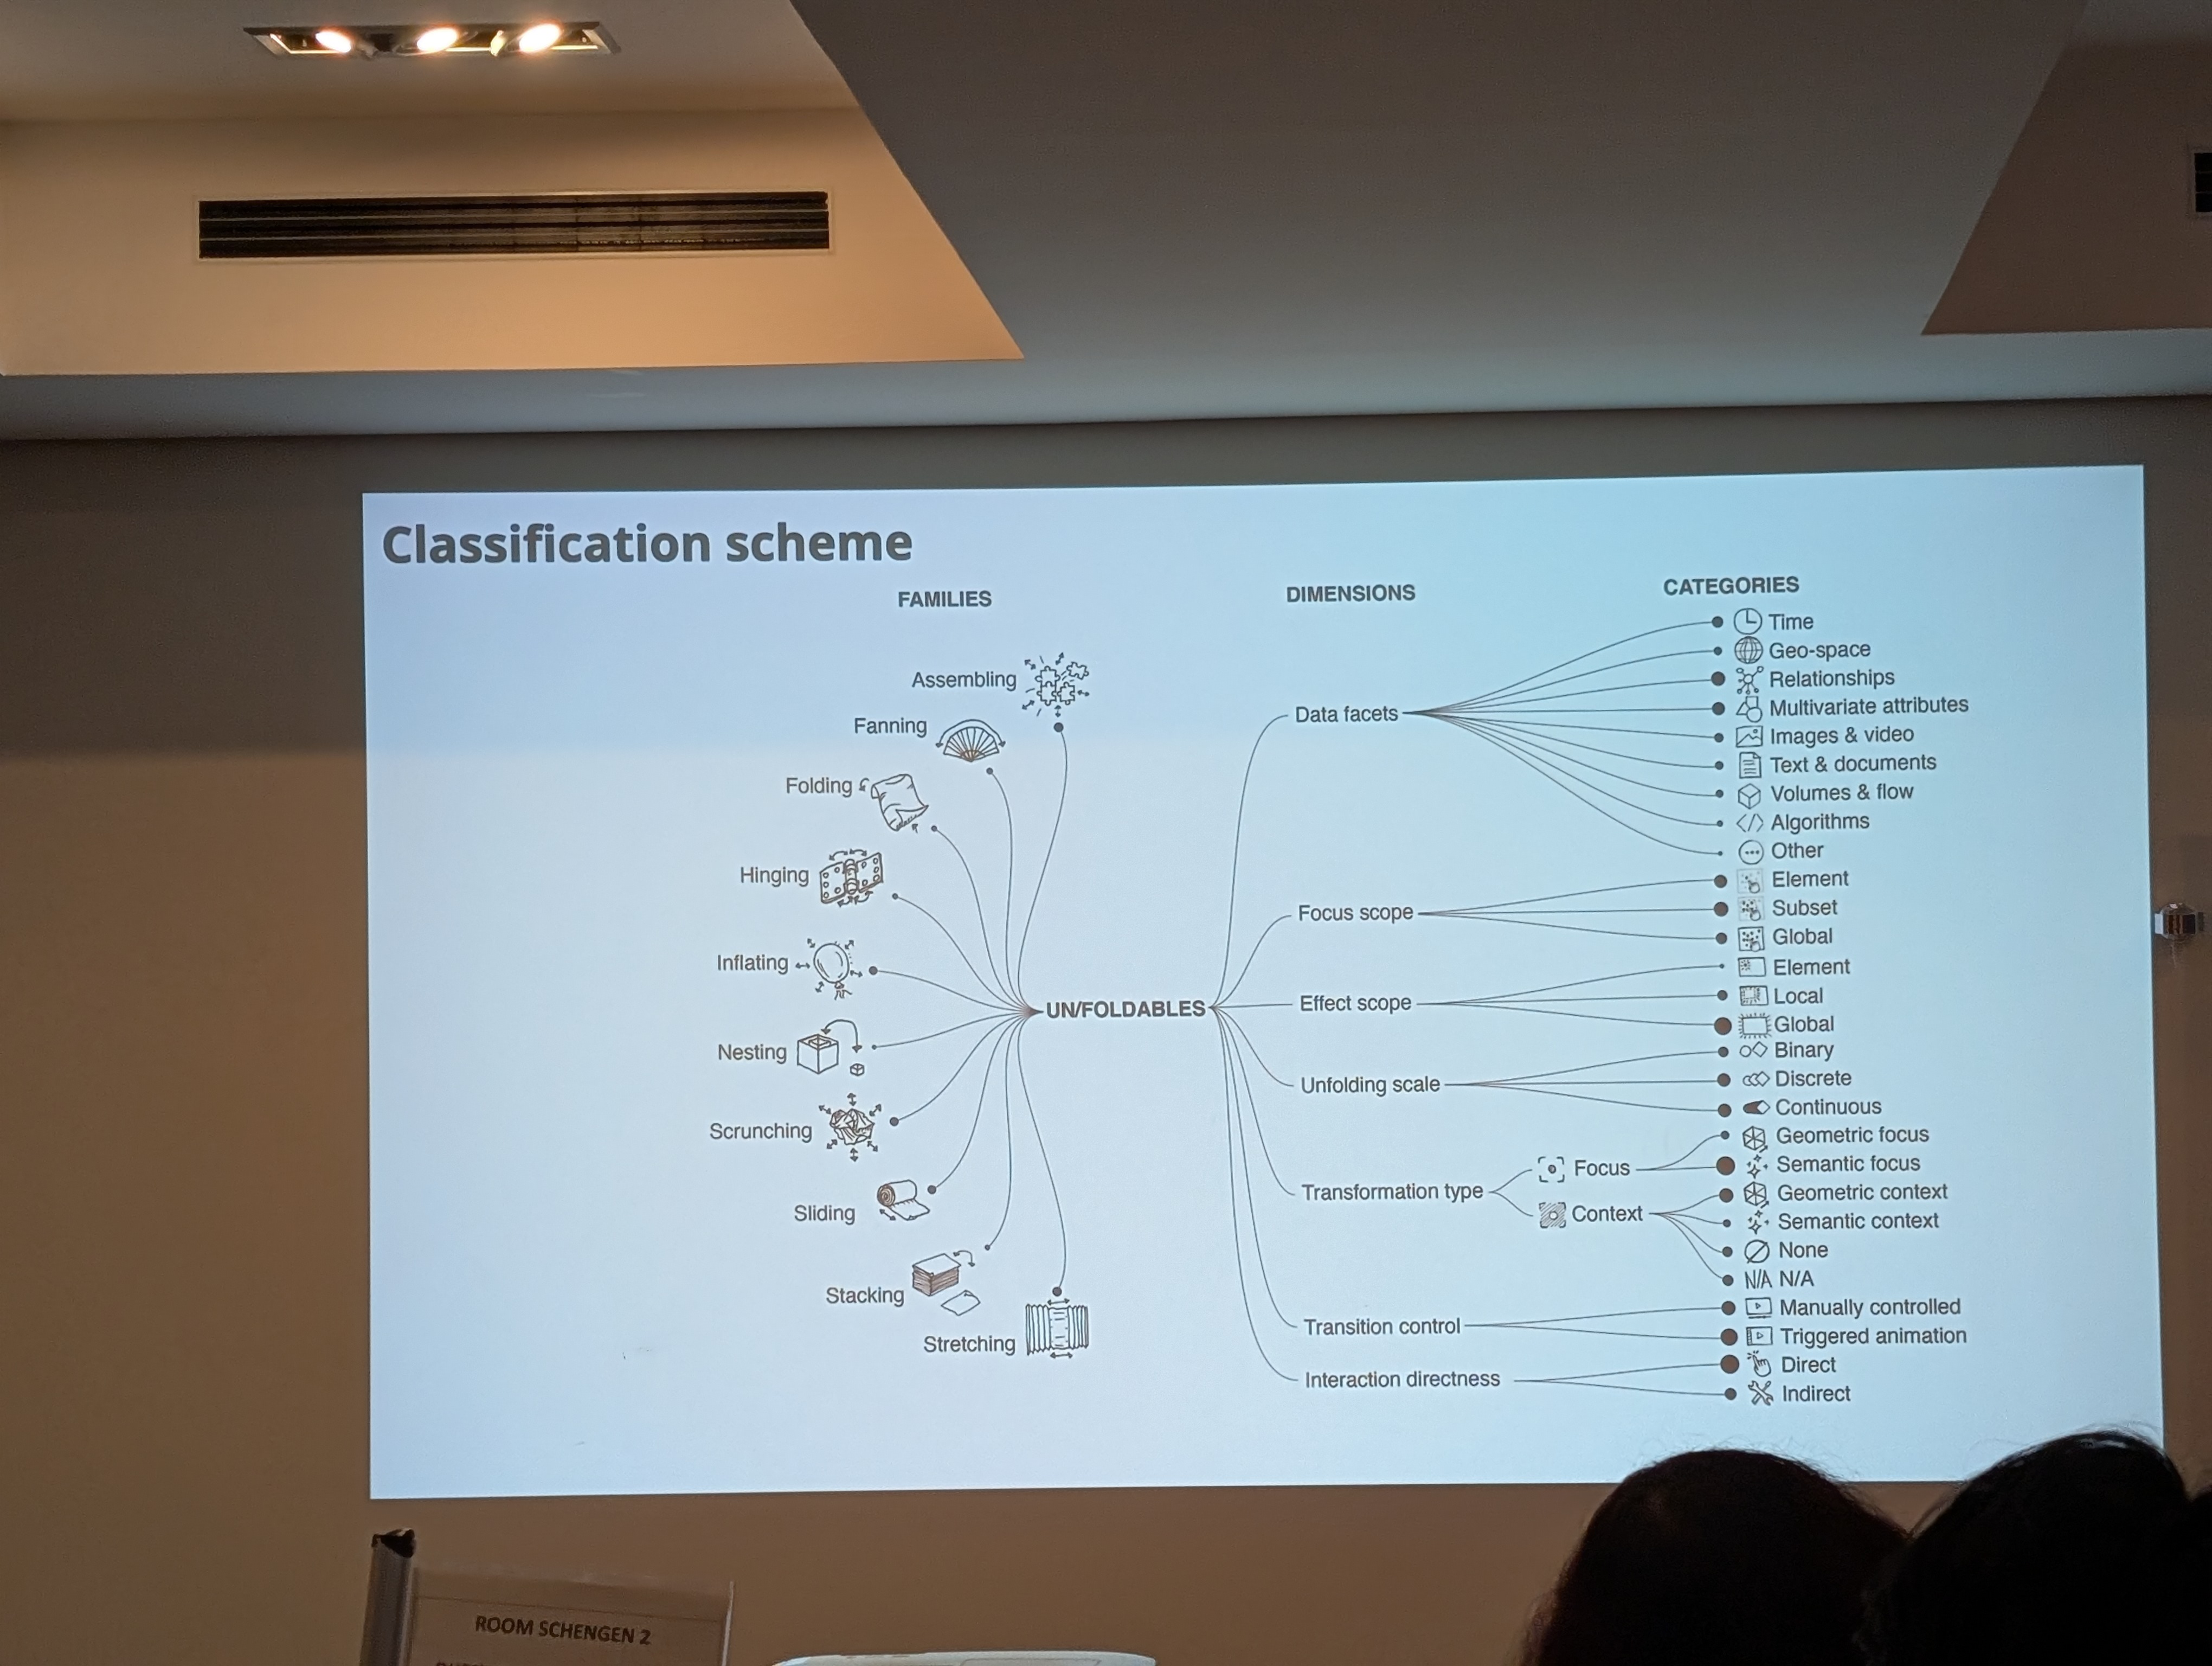 Classification scheme
FAMILIES
Assembling
Fanning
Folding
Hinging
Inflating
Nesting
Scrunching
Sliding
Stacking
Stretching
UN/FOLDABLES
DIMENSIONS
Data facets
Focus scope
Effect scope
Unfolding scale
Transformation type
Focus
Context
Transition control
Interaction directness
CATEGORIES
Time
Geo-space
Relationships
Multivariate attributes
Images & video
Text & documents
Volumes & flow
</> Algorithms
Other
Element
Subset
Global
Element
Local
Global
Binary
Discrete
Continuous
Geometric focus
Semantic focus
Geometric context
Semantic context
None
N/A N/A
Manually controlled
Triggered animation
Direct
Indirect
ROOM SCHENGEN 2